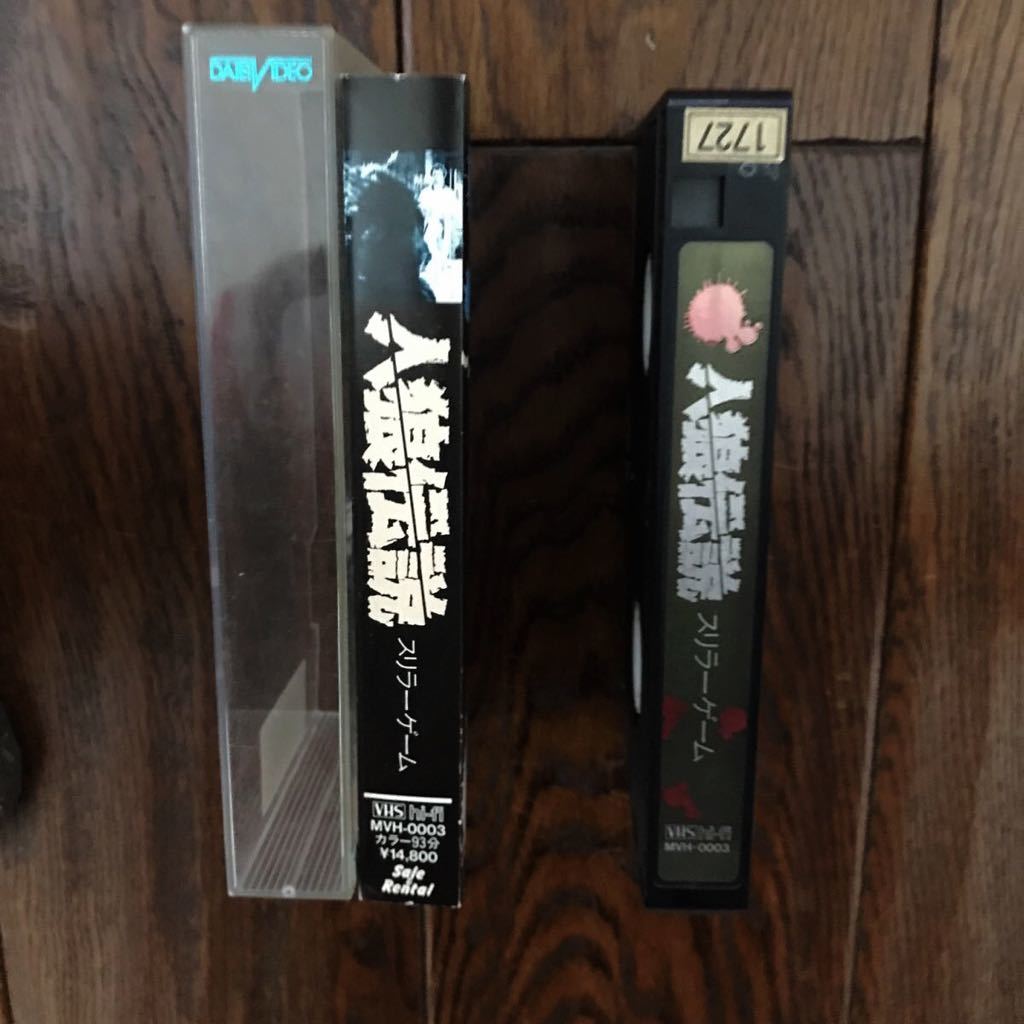 DAIEI VIDEO
人狼伝説
スリラーゲーム
VHS hi-fi
MVH-0003
カラー93分
¥14,800
Sale
Rental
1727
人狼伝説
スリラーゲーム
VHS hi-fi
MVH-0003